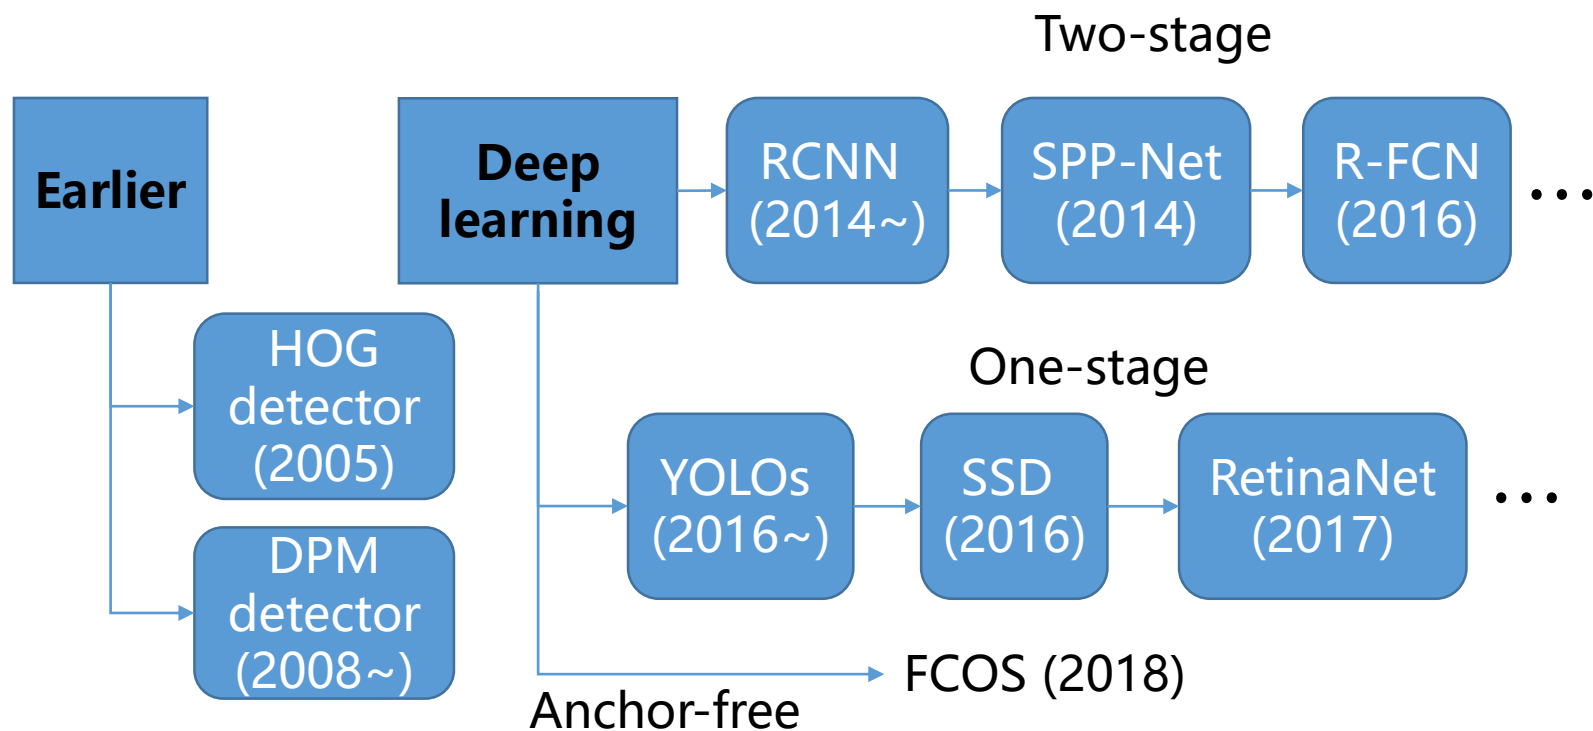 Two-stage
Earlier
Deep
learning
RCNN
(2014~)
SPP-Net
(2014)
R-FCN
(2016)
...
HOG
detector
(2005)
DPM
detector
(2008~)
One-stage
YOLOs
(2016~)
SSD
(2016)
RetinaNet
(2017)
...
FCOS (2018)
Anchor-free